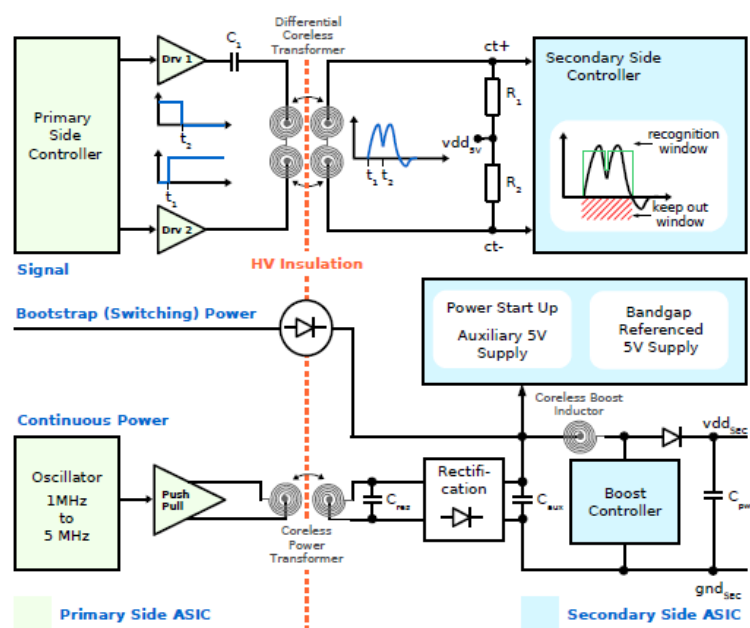 Differential
Coreless
Transformer
C1
Drv 1
Primary
Side
Controller
t2
t1
Drv 2
ct+
R1
vdd5V
R2
ct-
t1 t2
Secondary Side
Controller
recognition
window
keep out
window
Signal
HV Insulation
Bootstrap (Switching) Power
Power Start Up
Auxiliary 5V
Supply
Bandgap
Referenced
5V Supply
Continuous Power
Oscillator
1MHz
to
5 MHz
Push
Pull
Coreless
Power
Transformer
Cres
Rectifi-
cation
Caux
Coreless Boost
Inductor
Boost
Controller
vddSec
Cpw
gndSec
Primary Side ASIC
Secondary Side ASIC